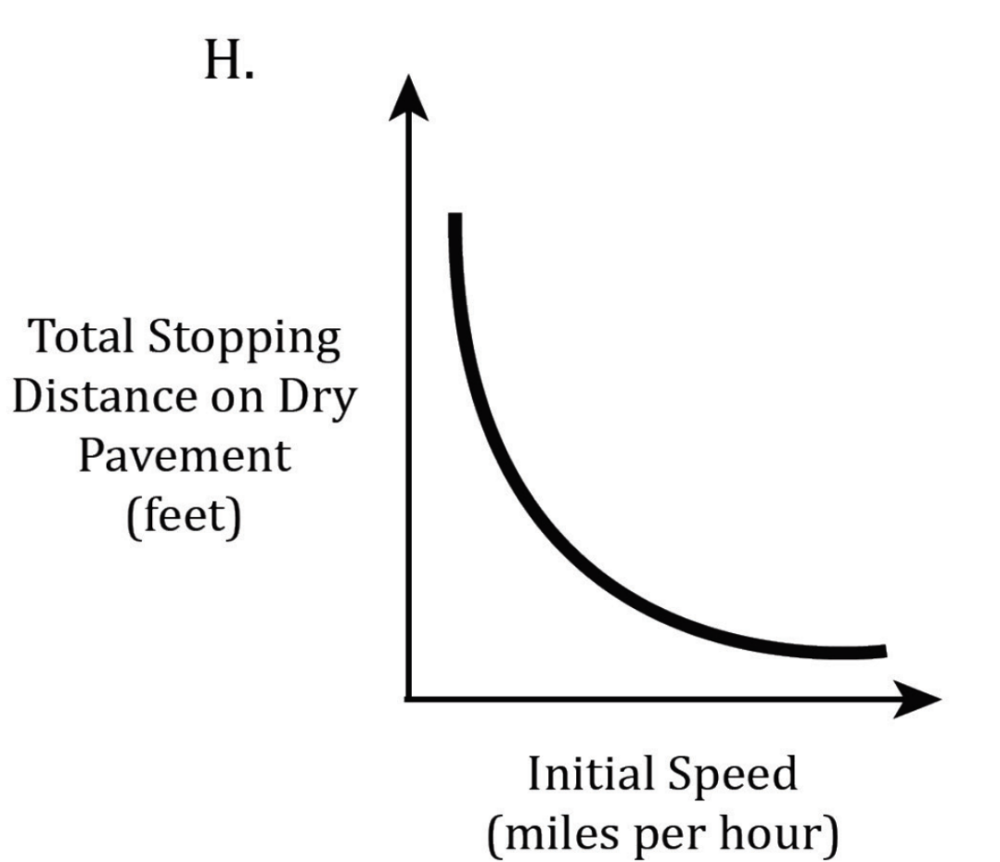 H.
Total Stopping
Distance on Dry
Pavement
(feet)
Initial Speed
(miles per hour)